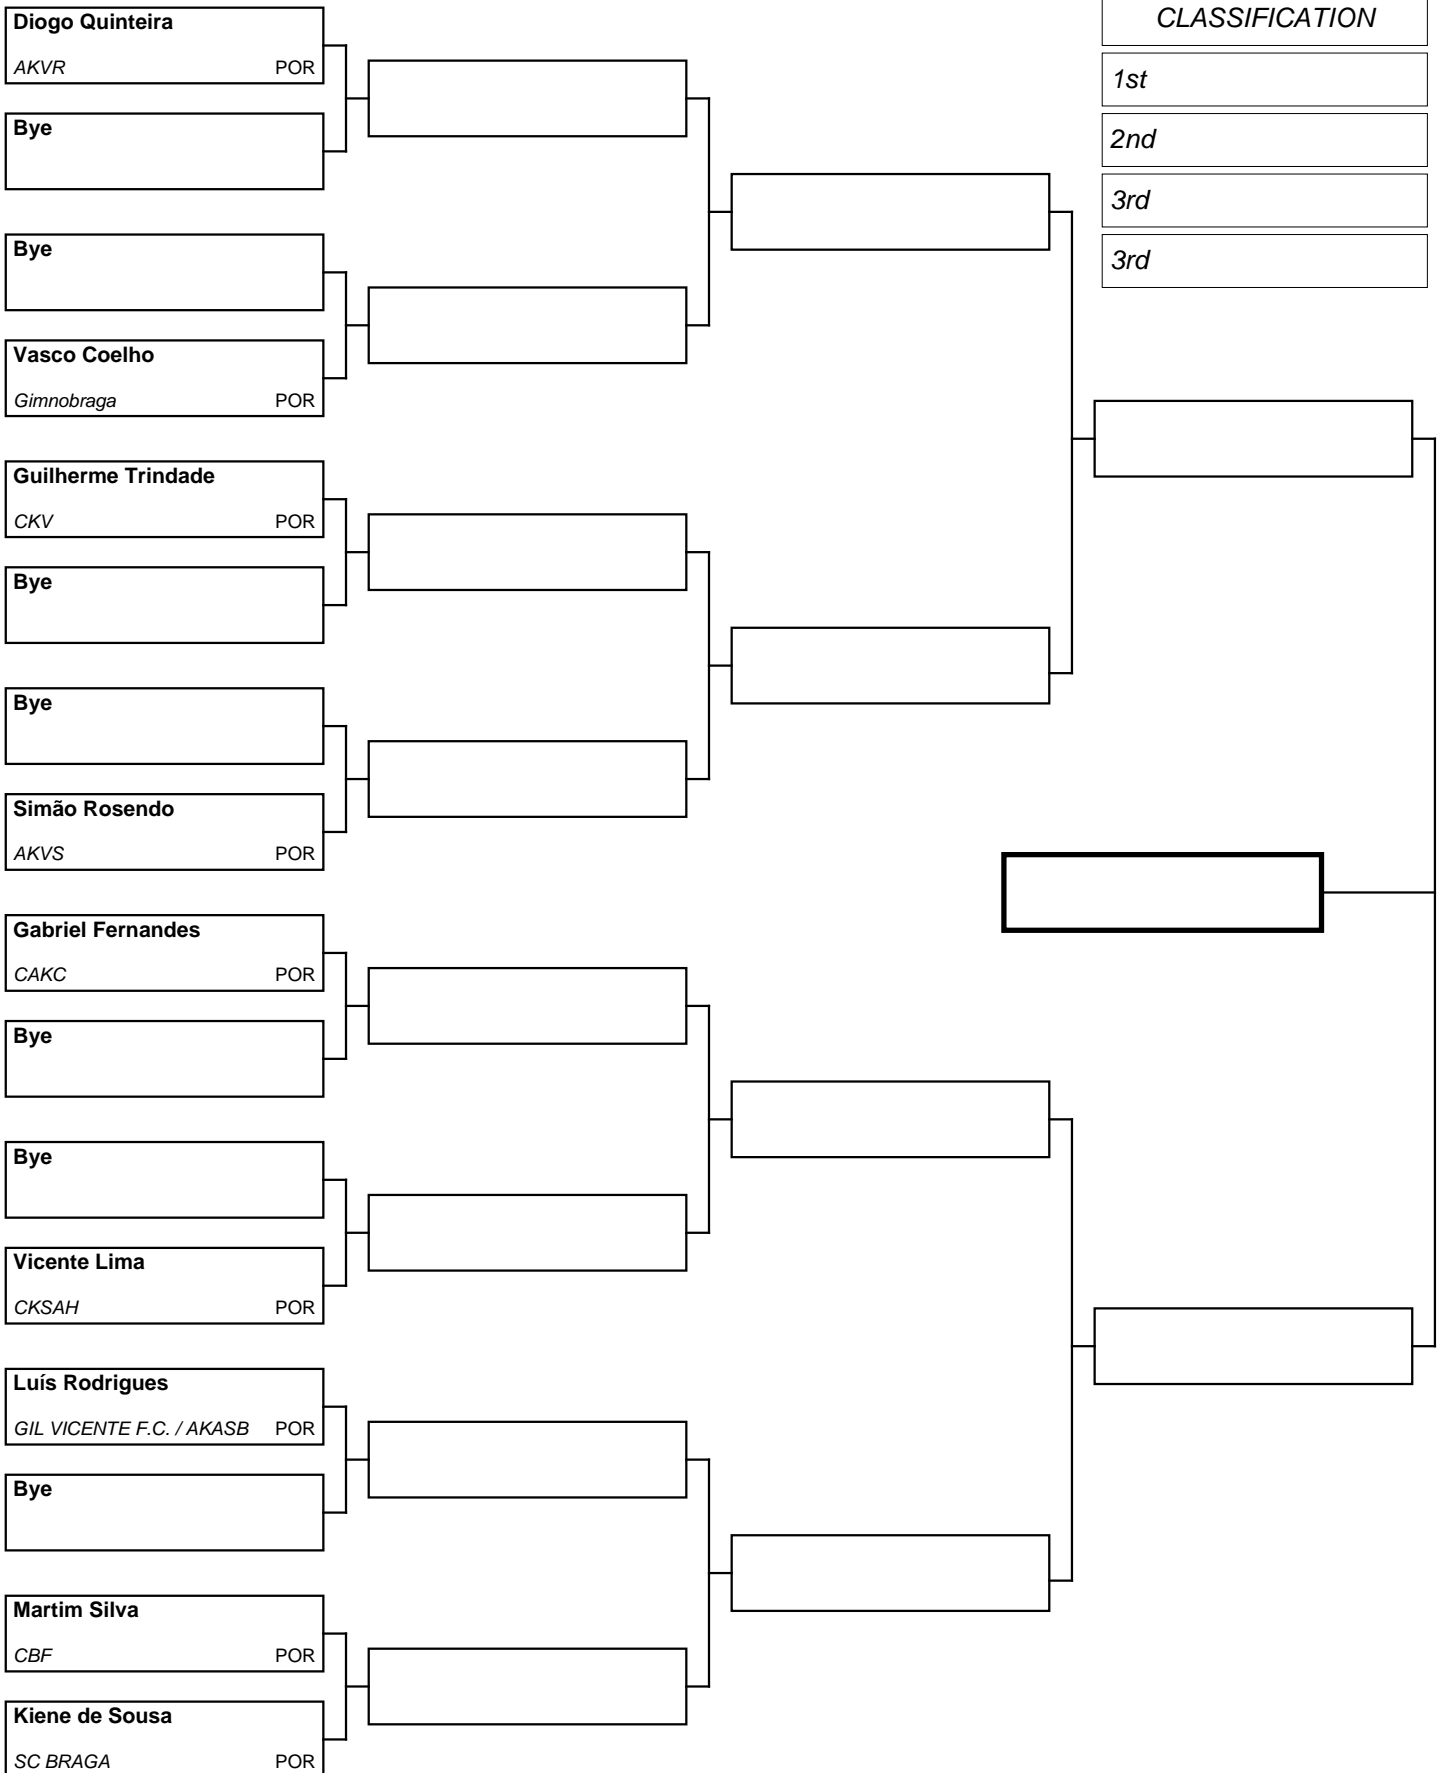 Diogo Quinteira
AKVR POR
Bye
Bye
Vasco Coelho
Gimnobraga POR
Guilherme Trindade
CKV POR
Bye
Bye
Simão Rosendo
AKVS POR
Gabriel Fernandes
CAKC POR
Bye
Bye
Vicente Lima
CKSAH POR
Luís Rodrigues
GIL VICENTE F.C. / AKASB POR
Bye
Martim Silva
CBF POR
Kiene de Sousa
SC BRAGA POR
CLASSIFICATION
1st
2nd
3rd
3rd